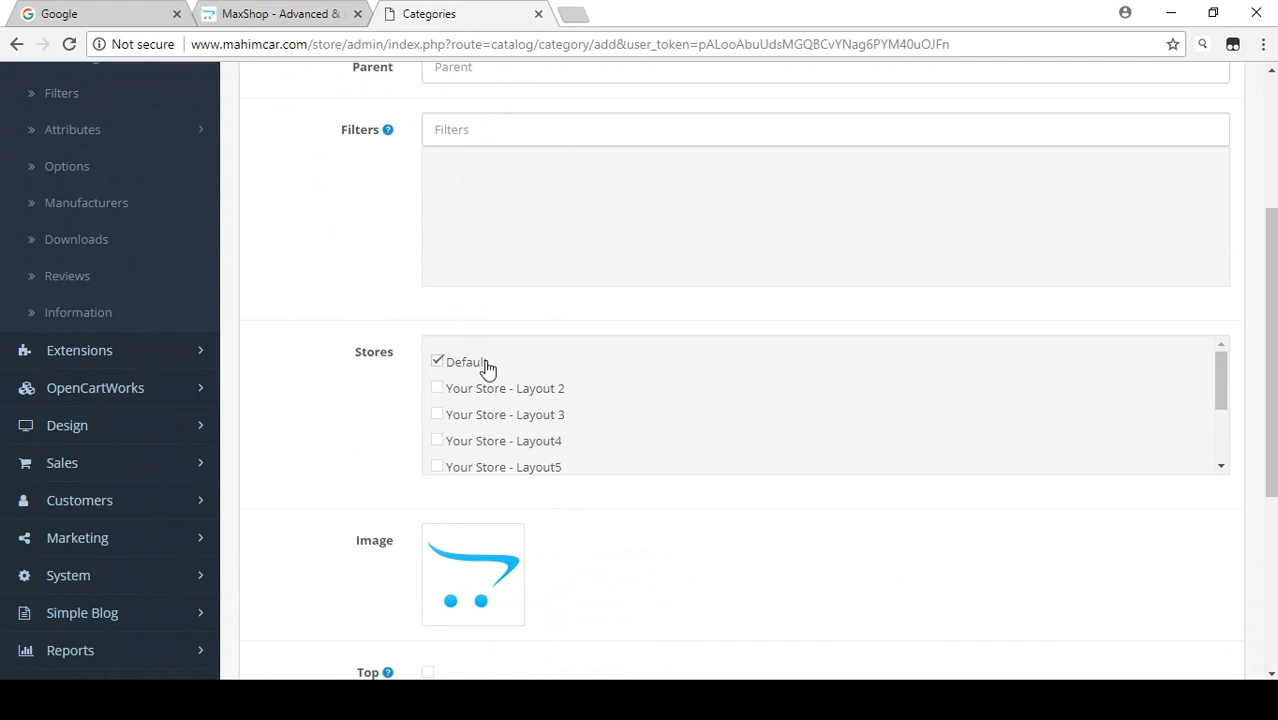 Google
MaxShop - Advanced &
Categories
Not secure
www.mahimcar.com/store/admin/index.php?route=catalog/category/add&user_token=pALooAbuUdsMGQBCvYNag6PYM40uOJFn
Parent
Parent
Filters
Filters
Filters
Attributes
Options
Manufacturers
Downloads
Reviews
Information
Extensions
OpenCartWorks
Design
Sales
Customers
Marketing
System
Simple Blog
Reports
Stores
Default
Your Store - Layout 2
Your Store - Layout 3
Your Store - Layout4
Your Store - Layout5
Image
Top